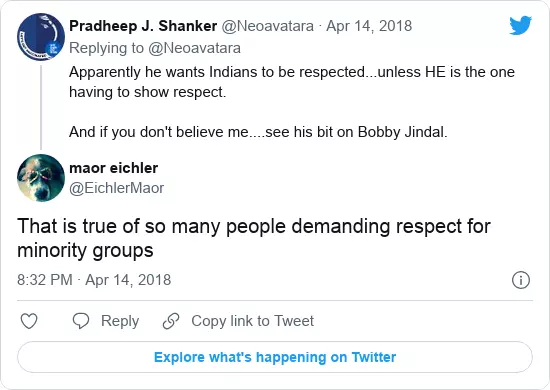 Pradheep J. Shanker @Neoavatara · Apr 14, 2018
Replying to @Neoavatara
Apparently he wants Indians to be respected...unless HE is the one
having to show respect.
And if you don't believe me....see his bit on Bobby Jindal.
maor eichler
@EichlerMaor
That is true of so many people demanding respect for
minority groups
8:32 PM · Apr 14, 2018
Reply
Copy link to Tweet
Explore what's happening on Twitter